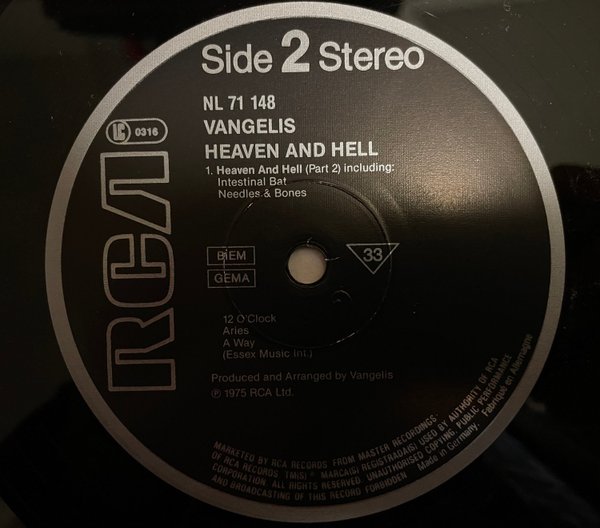 Side 2 Stereo
NL 71 148
VANGELIS
HEAVEN AND HELL
1. Heaven And Hell (Part 2) including:
Intestinal Bat
Needles & Bones
LC 0316
RCA
BIEM
GEMA
33
12 O'Clock
Aries
A Way
(Essex Music Int.)
Produced and Arranged by Vangelis
℗ 1975 RCA Ltd.
MARKETED BY RCA RECORDS FROM MASTER RECORDINGS·
OF RCA RECORDS TM(S) ® MARCA(S) REGISTRADA(S) USED BY AUTHORITY OF RCA
CORPORATION. ALL RIGHTS RESERVED. UNAUTHORISED COPYING, PUBLIC PERFORMANCE
AND BROADCASTING OF THIS RECORD FORBIDDEN
Made in Germany. Fabriqué en Allemagne